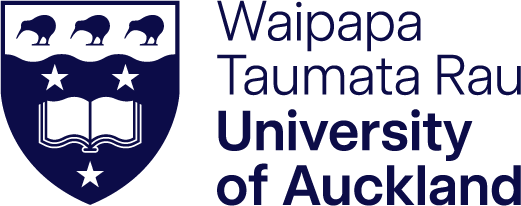 Waipapa
Taumata Rau
University
of Auckland